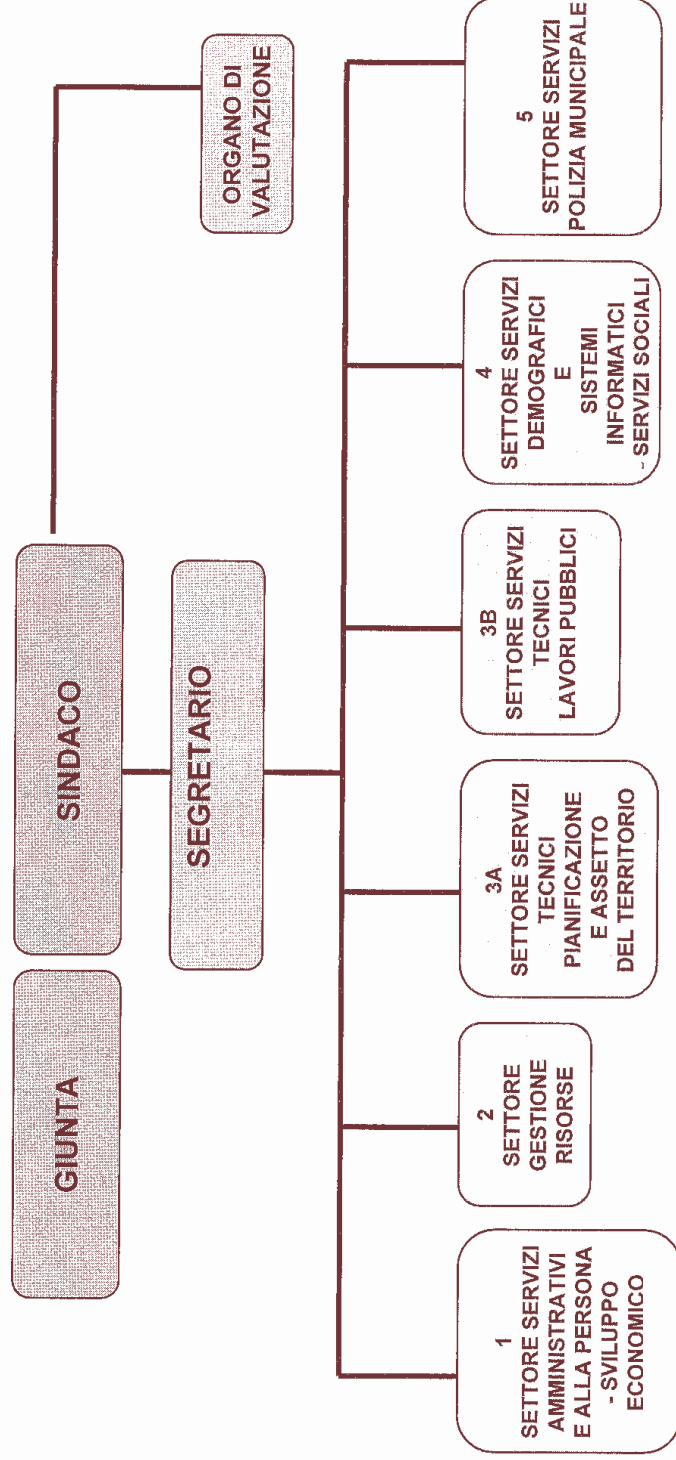 GIUNTA
SINDACO
SEGRETARIO
ORGANO DI
VALUTAZIONE
1
SETTORE SERVIZI
AMMINISTRATIVI
E ALLA PERSONA
- SVILUPPO
ECONOMICO
2
SETTORE
GESTIONE
RISORSE
3A
SETTORE SERVIZI
TECNICI
PIANIFICAZIONE
E ASSETTO
DEL TERRITORIO
3B
SETTORE SERVIZI
TECNICI
LAVORI PUBBLICI
4
SETTORE SERVIZI
DEMOGRAFICI
E
SISTEMI
INFORMATICI
- SERVIZI SOCIALI
5
SETTORE SERVIZI
POLIZIA MUNICIPALE